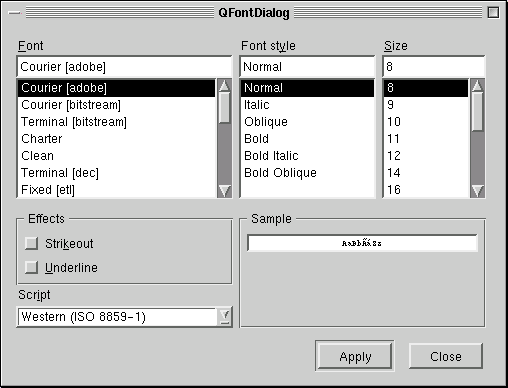 QFontDialog
Font
Font style
Size
Courier [adobe]
Normal
8
Courier [adobe]
Normal
8
Courier [bitstream]
Italic
9
Terminal [bitstream]
Oblique
10
Charter
Bold
11
Clean
Bold Italic
12
Terminal [dec]
Bold Oblique
14
Fixed [etl]
16
Effects
Sample
Strikeout
AaBbÃáZz
Underline
Script
Western (ISO 8859-1)
Apply
Close